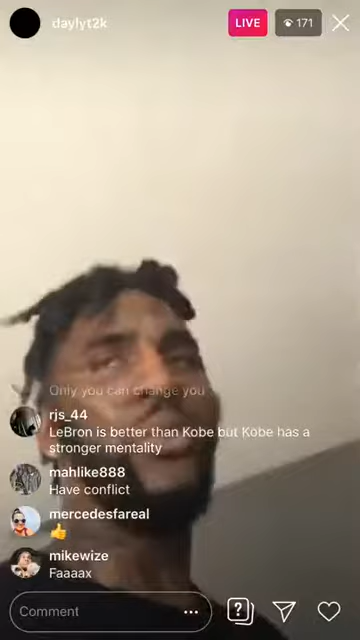 daylyt2k
LIVE
171
Only you can change you
rjs_44
LeBron is better than Kobe but Kobe has a
stronger mentality
mahlike888
Have conflict
mercedesfareal
👍
mikewize
Faaaax
Comment